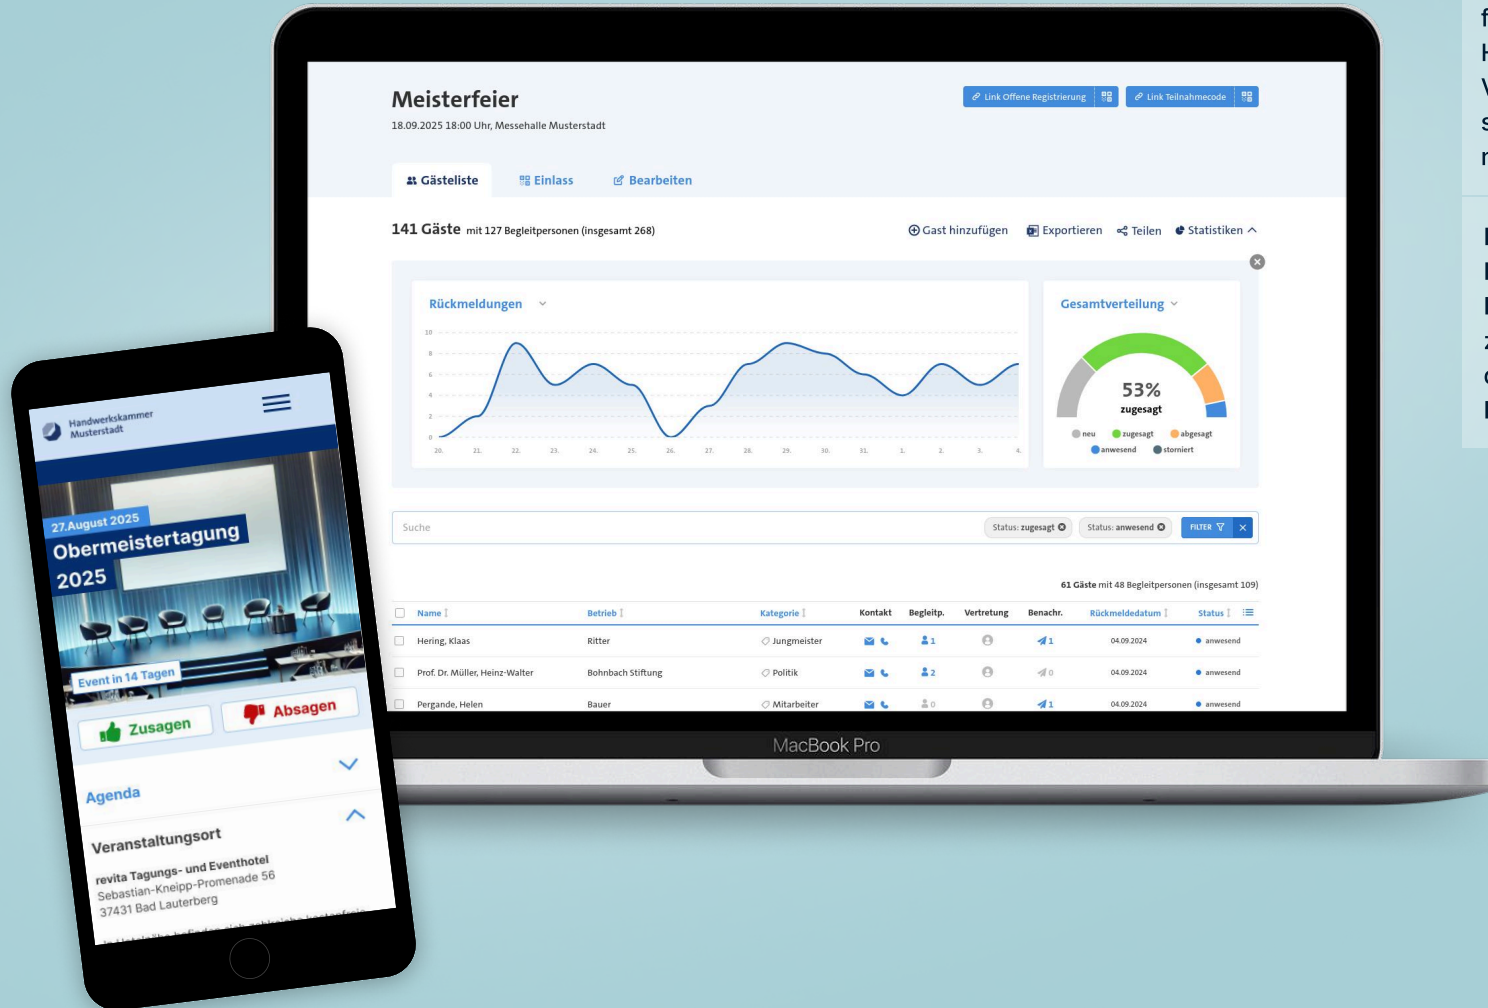 Meisterfeier
18.09.2025 18:00 Uhr, Messehalle Musterstadt
Link Offene Registrierung
Link Teilnahmecode
Gästeliste Einlass Bearbeiten
141 Gäste mit 127 Begleitpersonen (insgesamt 268)
Gast hinzufügen Exportieren Teilen Statistiken
Rückmeldungen
10
8
6
4
2
0
20. 21. 22. 23. 24. 25. 26. 27. 28. 29. 30. 31. 1. 2. 3. 4.
Gesamtverteilung
53%
zugesagt
neu zugesagt abgesagt
anwesend storniert
Suche
Status: zugesagt Status: anwesend FILTER
61 Gäste mit 48 Begleitpersonen (insgesamt 109)
Name Betrieb Kategorie Kontakt Begleitp. Vertretung Benachr. Rückmeldedatum Status
Hering, Klaas Ritter Jungmeister 1 1 04.09.2024 anwesend
Prof. Dr. Müller, Heinz-Walter Bohnbach Stiftung Politik 2 0 04.09.2024 anwesend
Pergande, Helen Bauer Mitarbeiter 0 1 04.09.2024 anwesend
MacBook Pro
Handwerkskammer
Musterstadt
27.August 2025
Obermeistertagung
2025
Event in 14 Tagen
Zusagen Absagen
Agenda
Veranstaltungsort
revita Tagungs- und Eventhotel
Sebastian-Kneipp-Promenade 56
37431 Bad Lauterberg